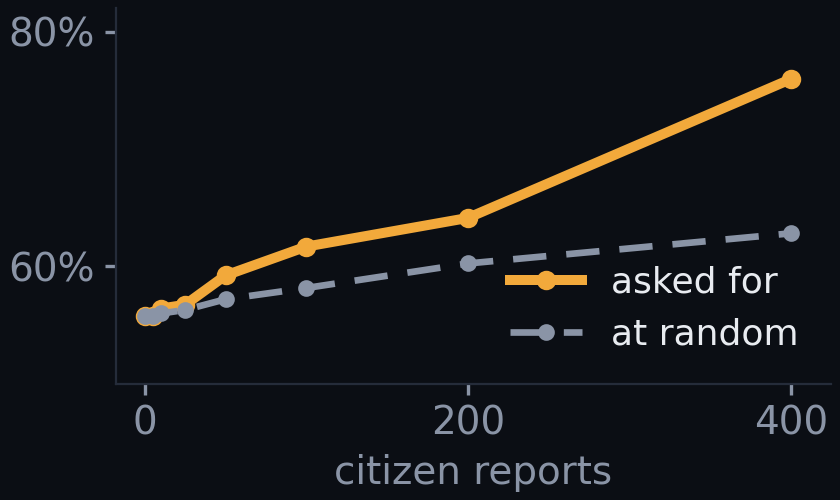 80%
60%
asked for
at random
0
200
400
citizen reports